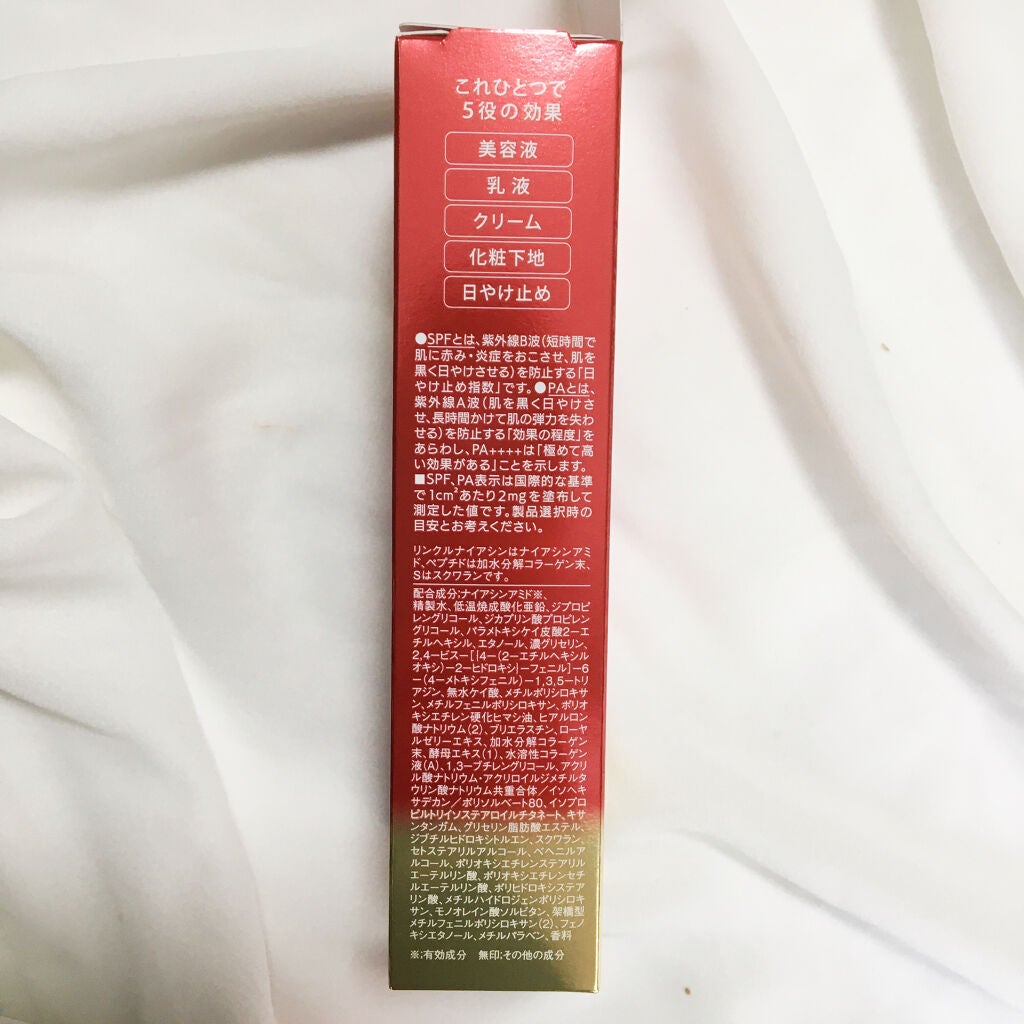 これひとつで
5役の効果
美容液
乳液
クリーム
化粧下地
日やけ止め
●SPFとは、紫外線B波(短時間で
肌に赤み・炎症をおこさせ、肌を
黒く日やけさせる)を防止する「日
やけ止め指数」です。●PAとは、
紫外線A波(肌を黒く日やけさ
せ、長時間かけて肌の弾力を失わ
せる)を防止する「効果の程度」を
あらわし、PA++++は「極めて高
い効果がある」ことを示します。
■SPF、PA表示は国際的な基準
で1cm²あたり2mgを塗布して
測定した値です。製品選択時の
目安とお考えください。
リンクルナイアシンはナイアシンアミ
ド、ペプチドは加水分解コラーゲン末、
Sはスクワランです。
配合成分;ナイアシンアミド※、
精製水、低温焼成酸化亜鉛、ジプロピ
レングリコール、ジカプリン酸プロピレン
グリコール、パラメトキシケイ皮酸2ーエ
チルヘキシル、エタノール、濃グリセリン、
2,4ービスー[{4ー(2ーエチルヘキシル
オキシ)ー2ーヒドロキシ}ーフェニル]ー6
ー(4ーメトキシフェニル)ー1,3,5ートリ
アジン、無水ケイ酸、メチルポリシロキサ
ン、メチルフェニルポリシロキサン、ポリオ
キシエチレン硬化ヒマシ油、ヒアルロン
酸ナトリウム(2)、ブリエラスチン、ローヤ
ルゼリーエキス、加水分解コラーゲン
末、酵母エキス(1)、水溶性コラーゲン
液(A)、1,3ーブチレングリコール、アクリ
ル酸ナトリウム・アクリロイルジメチルタ
ウリン酸ナトリウム共重合体/イソヘキ
サデカン/ポリソルベート80、イソプロ
ピルトリイソステアロイルチタネート、キサ
ンタンガム、グリセリン脂肪酸エステル、
ジブチルヒドロキシトルエン、スクワラン、
セトステアリルアルコール、ベヘニルア
ルコール、ポリオキシエチレンステアリル
エーテルリン酸、ポリオキシエチレンセチ
ルエーテルリン酸、ポリヒドロキシステア
リン酸、メチルハイドロジェンポリシロキ
サン、モノオレイン酸ソルビタン、架橋型
メチルフェニルポリシロキサン(2)、フェノ
キシエタノール、メチルパラベン、香料
※;有効成分 無印;その他の成分